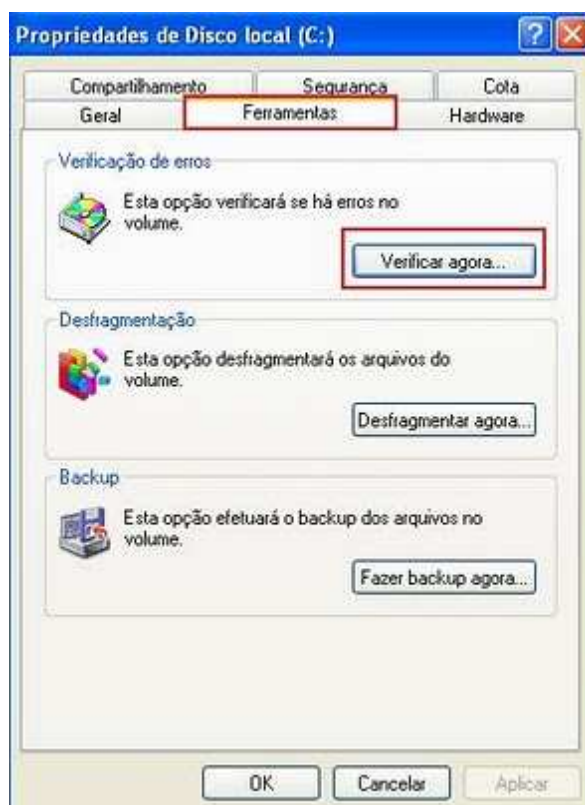 Propriedades de Disco local (C:)
Compartilhamento Segurança Cota
Geral Ferramentas Hardware
Verificação de erros
Esta opção verificará se há erros no
volume.
Verificar agora...
Desfragmentação
Esta opção desfragmentará os arquivos do
volume.
Desfragmentar agora...
Backup
Esta opção efetuará o backup dos arquivos no
volume.
Fazer backup agora...
OK Cancelar Aplicar